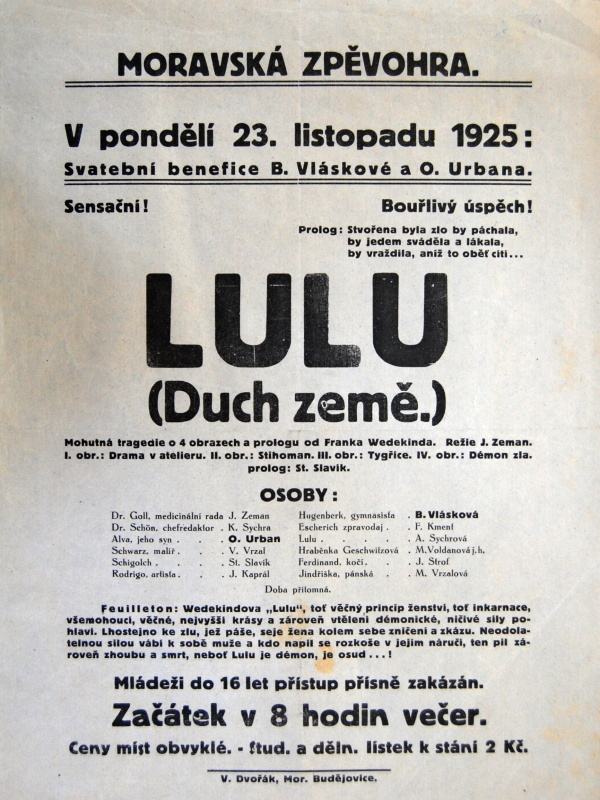 MORAVSKÁ ZPĚVOHRA.
V pondělí 23. listopadu 1925:
Svatební benefice B. Vláskové a O. Urbana.
Sensační! Bouřlivý úspěch!
Prolog: Stvořena byla zlo by páchala,
by jedem sváděla a lákala,
by vraždila, aniž to oběť cítí...
LULU
(Duch země.)
Mohutná tragedie o 4 obrazech a prologu od Franka Wedekinda. Režie J. Zeman.
I. obr.: Drama v atelieru. II. obr.: Stihoman. III. obr.: Tygřice. IV. obr.: Démon zla.
prolog: St. Slavík.
OSOBY:
Dr. Goll, medicinální rada J. Zeman Hugenberk, gymnasista . B. Vlásková
Dr. Schön, chefredaktor . K. Sychra Escherich zpravodaj . . F. Kment
Alva, jeho syn . . . O. Urban Lulu . . . . . A. Sychrová
Schwarz, malíř . . . V. Vrzal Hraběnka Geschwizová . M. Voldanová j. h.
Schigolch . . . . St. Slavík Ferdinand, kočí . . . J. Strof
Rodrigo, artista . . . J. Kaprál Jindřiška, panská . . M. Vrzalová
Doba přítomná.
Feuilleton: Wedekindova „Lulu“, toť věčný princip ženství, toť inkarnace,
všemohoucí, věčné, nejvyšší krásy a zároveň vtělení démonické, ničivé síly po-
hlaví. Lhostejno ke zlu, jež páše, seje žena kolem sebe zničení a zkázu. Neodola-
telnou silou vábí k sobě muže a kdo napil se rozkoše v jejím náručí, ten pil zá-
roveň zhoubu a smrt, neboť Lulu je démon, je osud...!
Mládeži do 16 let přístup přísně zakázán.
Začátek v 8 hodin večer.
Ceny míst obvyklé. - Stud. a děln. lístek k stání 2 Kč.
V. Dvořák, Mor. Budějovice.